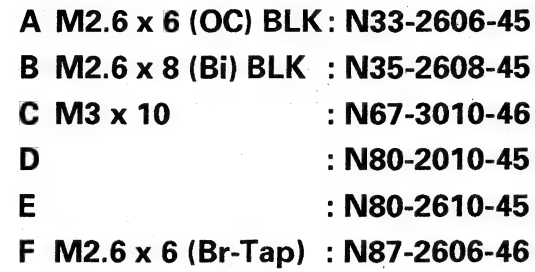 A M2.6 x 6 (OC) BLK : N33-2606-45
B M2.6 x 8 (Bi) BLK : N35-2608-45
C M3 x 10 : N67-3010-46
D : N80-2010-45
E : N80-2610-45
F M2.6 x 6 (Br-Tap) : N87-2606-46